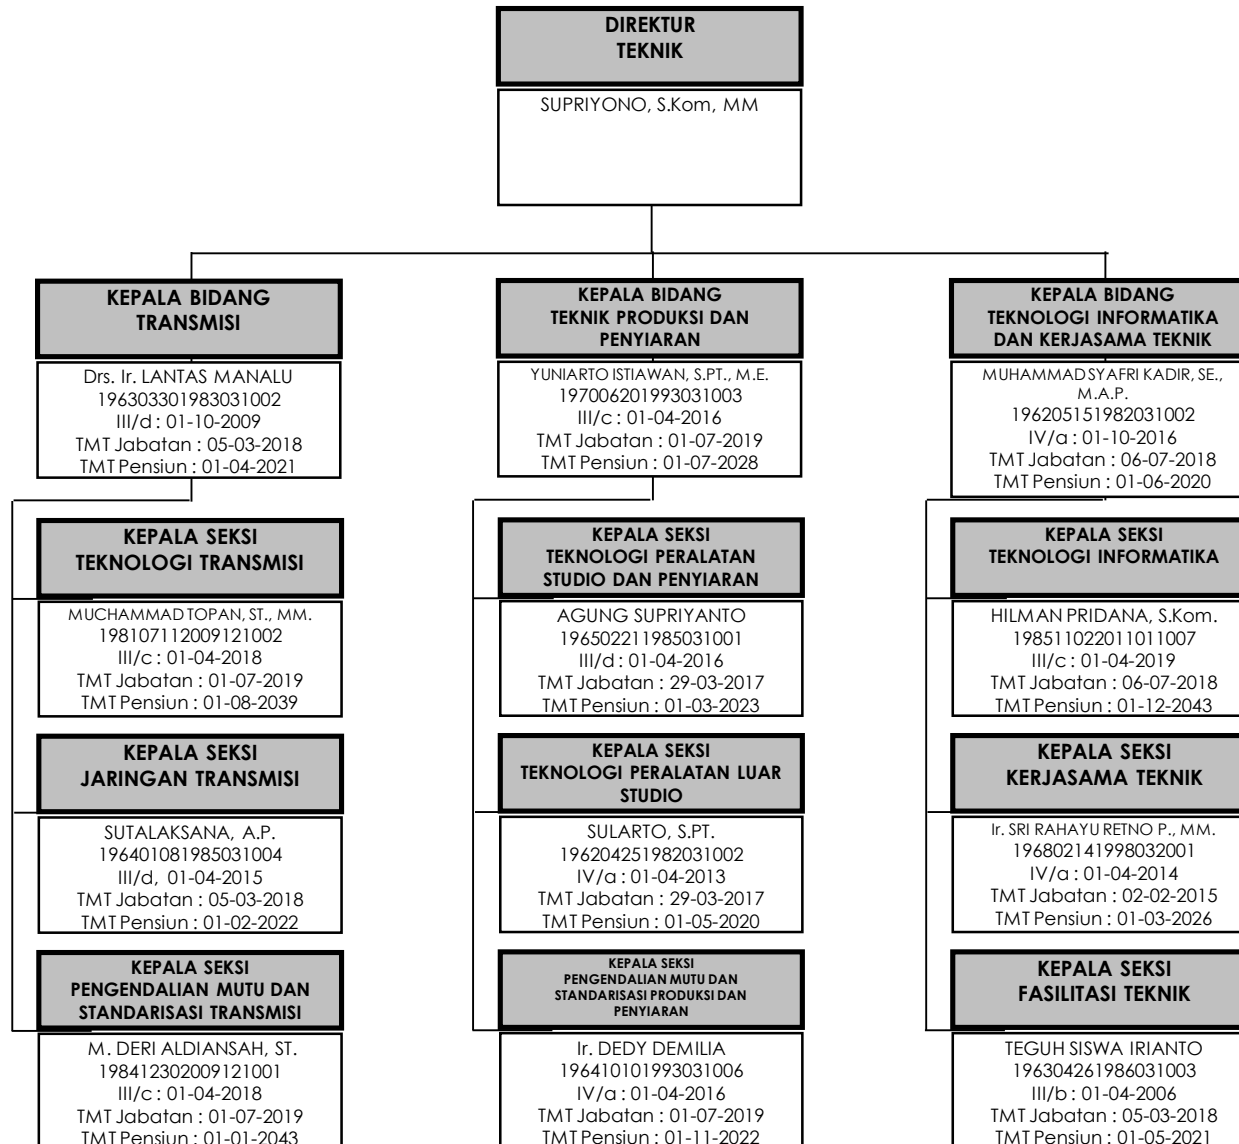 DIREKTUR
TEKNIK
SUPRIYONO, S.Kom, MM
KEPALA BIDANG
TRANSMISI
Drs. Ir. LANTAS MANALU
196303301983031002
III/d : 01-10-2009
TMT Jabatan : 05-03-2018
TMT Pensiun : 01-04-2021
KEPALA SEKSI
TEKNOLOGI TRANSMISI
MUCHAMMAD TOPAN, ST., MM.
198107112009121002
III/c : 01-04-2018
TMT Jabatan : 01-07-2019
TMT Pensiun : 01-08-2039
KEPALA SEKSI
JARINGAN TRANSMISI
SUTALAKSANA, A.P.
196401081985031004
III/d, 01-04-2015
TMT Jabatan : 05-03-2018
TMT Pensiun : 01-02-2022
KEPALA SEKSI
PENGENDALIAN MUTU DAN
STANDARISASI TRANSMISI
M. DERI ALDIANSAH, ST.
198412302009121001
III/c : 01-04-2018
TMT Jabatan : 01-07-2019
TMT Pensiun : 01-01-2043
KEPALA BIDANG
TEKNIK PRODUKSI DAN
PENYIARAN
YUNIARTO ISTIAWAN, S.PT., M.E.
197006201993031003
III/c : 01-04-2016
TMT Jabatan : 01-07-2019
TMT Pensiun : 01-07-2028
KEPALA SEKSI
TEKNOLOGI PERALATAN
STUDIO DAN PENYIARAN
AGUNG SUPRIYANTO
196502211985031001
III/d : 01-04-2016
TMT Jabatan : 29-03-2017
TMT Pensiun : 01-03-2023
KEPALA SEKSI
TEKNOLOGI PERALATAN LUAR
STUDIO
SULARTO, S.PT.
196204251982031002
IV/a : 01-04-2013
TMT Jabatan : 29-03-2017
TMT Pensiun : 01-05-2020
KEPALA SEKSI
PENGENDALIAN MUTU DAN
STANDARISASI PRODUKSI DAN
PENYIARAN
Ir. DEDY DEMILIA
196410101993031006
IV/a : 01-04-2016
TMT Jabatan : 01-07-2019
TMT Pensiun : 01-11-2022
KEPALA BIDANG
TEKNOLOGI INFORMATIKA
DAN KERJASAMA TEKNIK
MUHAMMAD SYAFRI KADIR, SE.,
M.A.P.
196205151982031002
IV/a : 01-10-2016
TMT Jabatan : 06-07-2018
TMT Pensiun : 01-06-2020
KEPALA SEKSI
TEKNOLOGI INFORMATIKA
HILMAN PRIDANA, S.Kom.
198511022011011007
III/c : 01-04-2019
TMT Jabatan : 06-07-2018
TMT Pensiun : 01-12-2043
KEPALA SEKSI
KERJASAMA TEKNIK
Ir. SRI RAHAYU RETNO P., MM.
196802141998032001
IV/a : 01-04-2014
TMT Jabatan : 02-02-2015
TMT Pensiun : 01-03-2026
KEPALA SEKSI
FASILITASI TEKNIK
TEGUH SISWA IRIANTO
196304261986031003
III/b : 01-04-2006
TMT Jabatan : 05-03-2018
TMT Pensiun : 01-05-2021